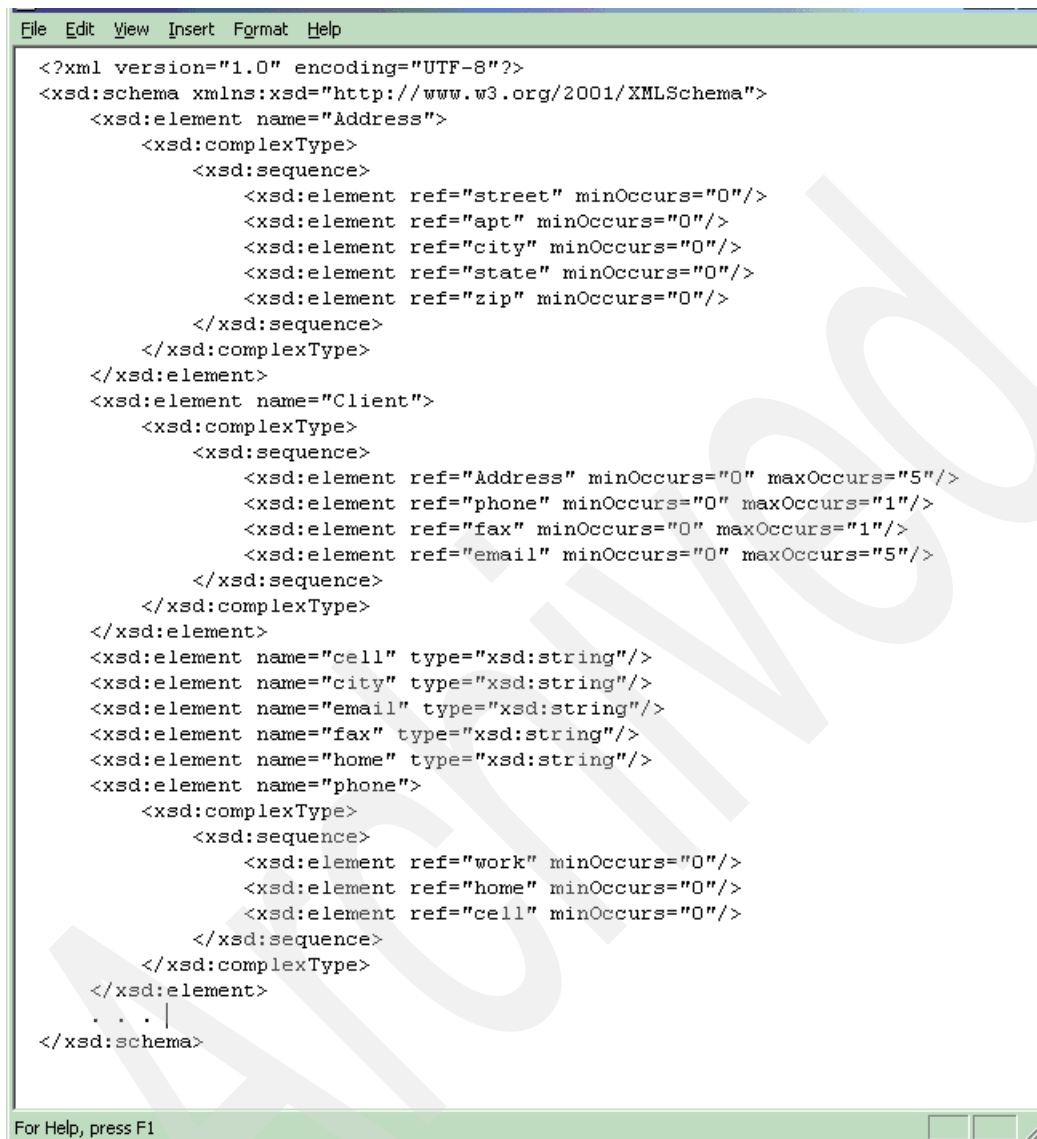 File Edit View Insert Format Help
<?xml version="1.0" encoding="UTF-8"?>
<xsd:schema xmlns:xsd="http://www.w3.org/2001/XMLSchema">
    <xsd:element name="Address">
        <xsd:complexType>
            <xsd:sequence>
                <xsd:element ref="street" minOccurs="0"/>
                <xsd:element ref="apt" minOccurs="0"/>
                <xsd:element ref="city" minOccurs="0"/>
                <xsd:element ref="state" minOccurs="0"/>
                <xsd:element ref="zip" minOccurs="0"/>
            </xsd:sequence>
        </xsd:complexType>
    </xsd:element>
    <xsd:element name="Client">
        <xsd:complexType>
            <xsd:sequence>
                <xsd:element ref="Address" minOccurs="0" maxOccurs="5"/>
                <xsd:element ref="phone" minOccurs="0" maxOccurs="1"/>
                <xsd:element ref="fax" minOccurs="0" maxOccurs="1"/>
                <xsd:element ref="email" minOccurs="0" maxOccurs="5"/>
            </xsd:sequence>
        </xsd:complexType>
    </xsd:element>
    <xsd:element name="cell" type="xsd:string"/>
    <xsd:element name="city" type="xsd:string"/>
    <xsd:element name="email" type="xsd:string"/>
    <xsd:element name="fax" type="xsd:string"/>
    <xsd:element name="home" type="xsd:string"/>
    <xsd:element name="phone">
        <xsd:complexType>
            <xsd:sequence>
                <xsd:element ref="work" minOccurs="0"/>
                <xsd:element ref="home" minOccurs="0"/>
                <xsd:element ref="cell" minOccurs="0"/>
            </xsd:sequence>
        </xsd:complexType>
    </xsd:element>
    . . .
</xsd:schema>
For Help, press F1
Archived